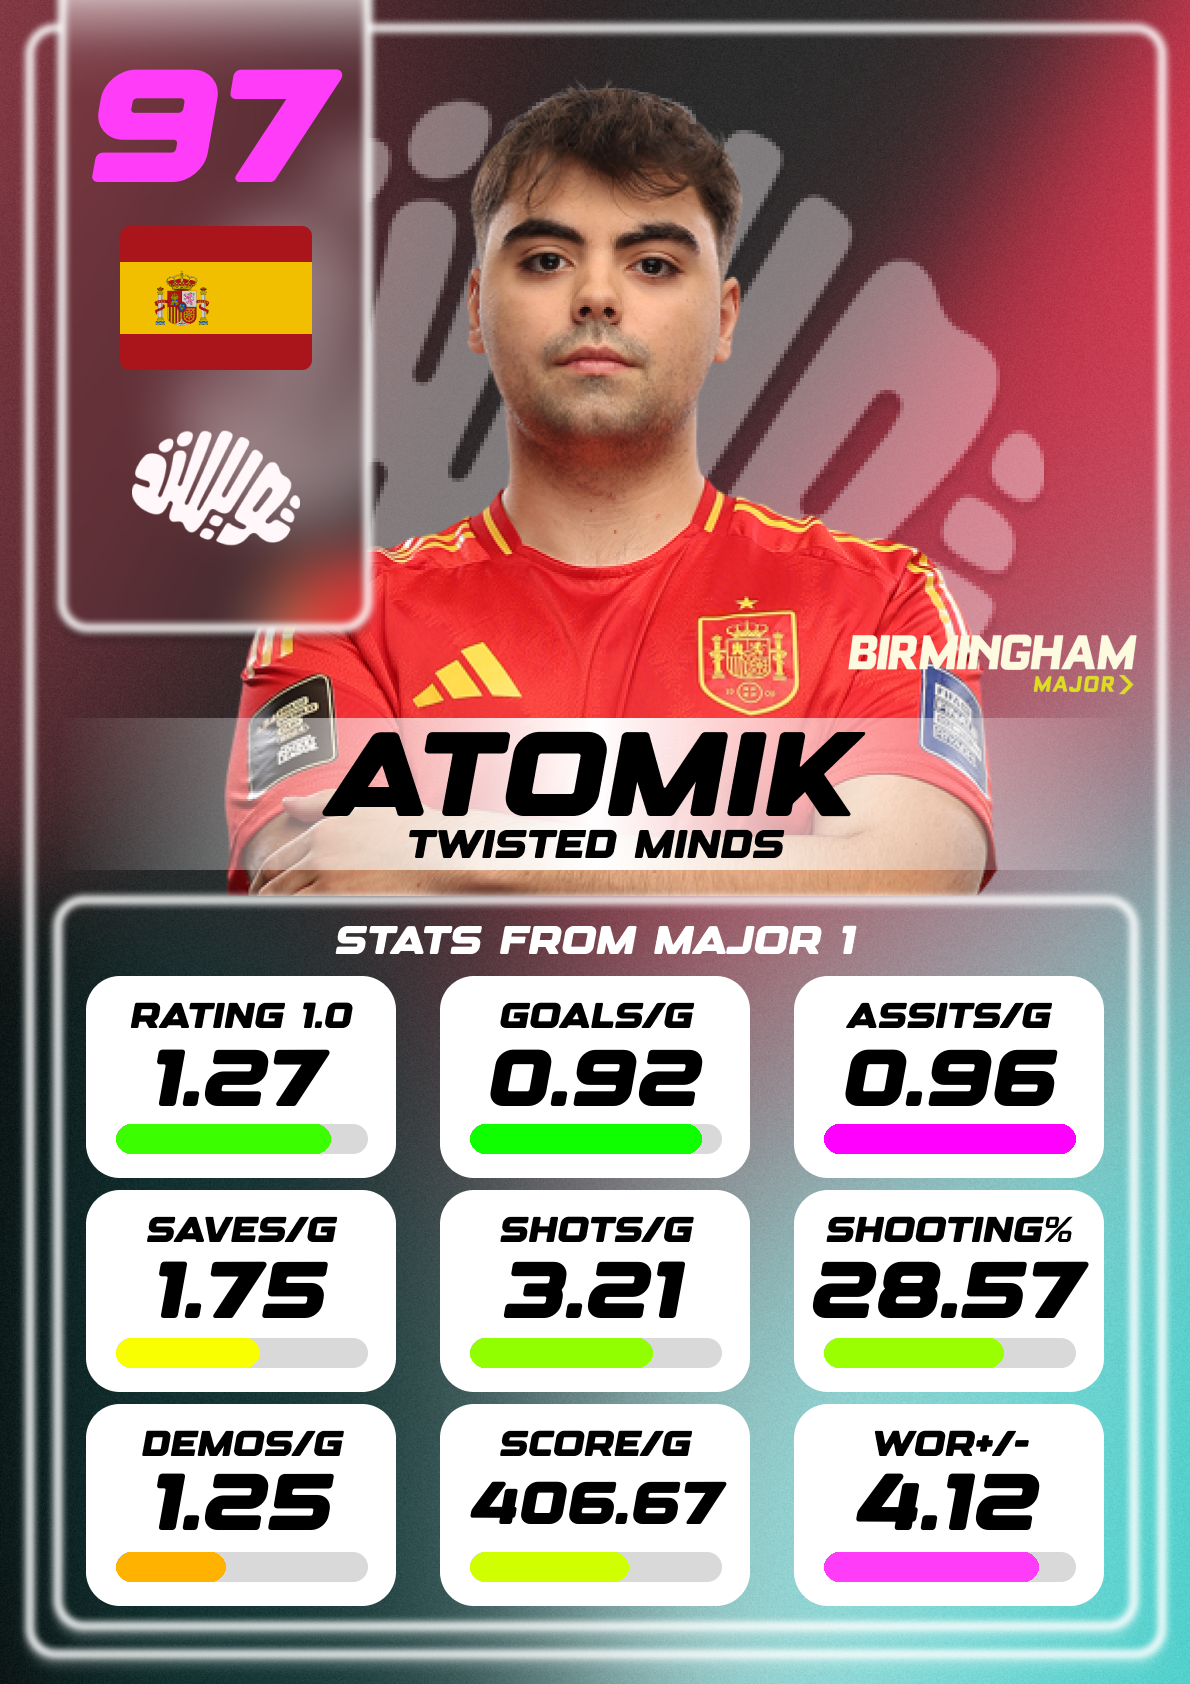 97
BIRMINGHAM
MAJOR
ATOMIK
TWISTED MINDS
STATS FROM MAJOR 1
RATING 1.0
1.27
GOALS/G
0.92
ASSITS/G
0.96
SAVES/G
1.75
SHOTS/G
3.21
SHOOTING%
28.57
DEMOS/G
1.25
SCORE/G
406.67
WOR+/-
4.12